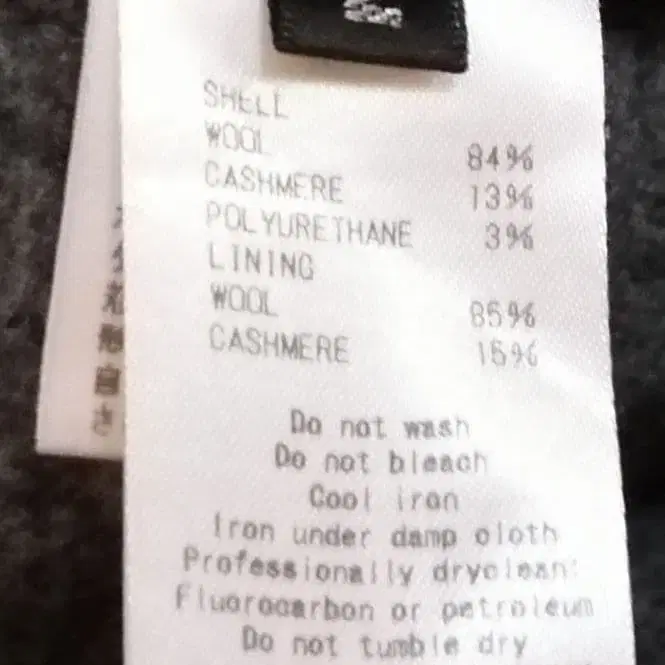 SHELL
WOOL 84%
CASHMERE 13%
POLYURETHANE 3%
LINING
WOOL 85%
CASHMERE 15%
Do not wash
Do not bleach
Cool iron
Iron under damp cloth
Professionally dryclean:
Fluorocarbon or petroleum
Do not tumble dry